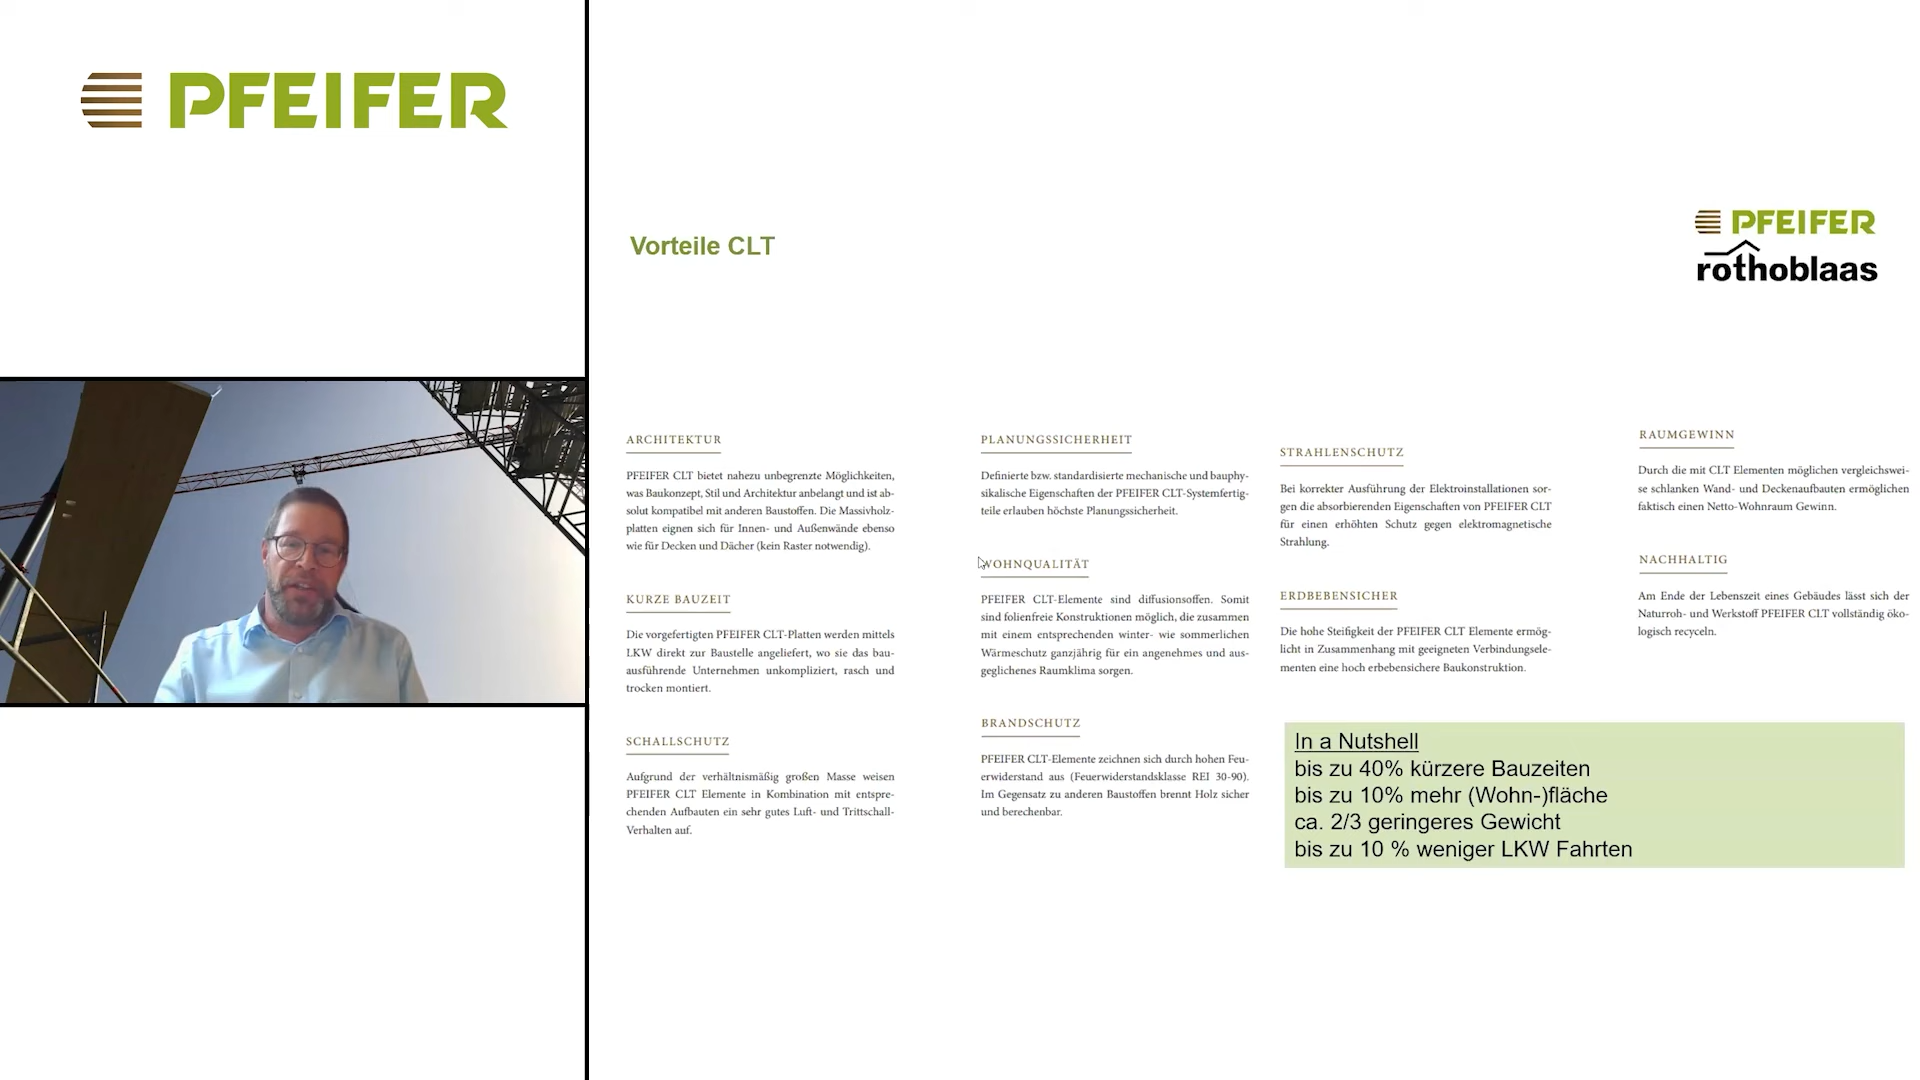 PFEIFER
Vorteile CLT
PFEIFER
rothoblaas
ARCHITEKTUR
PFEIFER CLT bietet nahezu unbegrenzte Möglichkeiten,
was Baukonzept, Stil und Architektur anbelangt und ist ab-
solut kompatibel mit anderen Baustoffen. Die Massivholz-
platten eignen sich für Innen- und Außenwände ebenso
wie für Decken und Dächer (kein Raster notwendig).
KURZE BAUZEIT
Die vorgefertigten PFEIFER CLT-Platten werden mittels
LKW direkt zur Baustelle angeliefert, wo sie das bau-
ausführende Unternehmen unkompliziert, rasch und
trocken montiert.
SCHALLSCHUTZ
Aufgrund der verhältnismäßig großen Masse weisen
PFEIFER CLT Elemente in Kombination mit entspre-
chenden Aufbauten ein sehr gutes Luft- und Trittschall-
Verhalten auf.
PLANUNGSSICHERHEIT
Definierte bzw. standardisierte mechanische und bauphy-
sikalische Eigenschaften der PFEIFER CLT-Systemfertig-
teile erlauben höchste Planungssicherheit.
WOHNQUALITÄT
PFEIFER CLT-Elemente sind diffusionsoffen. Somit
sind folienfreie Konstruktionen möglich, die zusammen
mit einem entsprechenden winter- wie sommerlichen
Wärmeschutz ganzjährig für ein angenehmes und aus-
geglichenes Raumklima sorgen.
BRANDSCHUTZ
PFEIFER CLT-Elemente zeichnen sich durch hohen Feu-
erwiderstand aus (Feuerwiderstandsklasse REI 30-90).
Im Gegensatz zu anderen Baustoffen brennt Holz sicher
und berechenbar.
STRAHLENSCHUTZ
Bei korrekter Ausführung der Elektroinstallationen sor-
gen die absorbierenden Eigenschaften von PFEIFER CLT
für einen erhöhten Schutz gegen elektromagnetische
Strahlung.
ERDBEBENSICHER
Die hohe Steifigkeit der PFEIFER CLT Elemente ermög-
licht in Zusammenhang mit geeigneten Verbindungsele-
menten eine hoch erbebensichere Baukonstruktion.
RAUMGEWINN
Durch die mit CLT Elementen möglichen vergleichswei-
se schlanken Wand- und Deckenaufbauten ermöglichen
faktisch einen Netto-Wohnraum Gewinn.
NACHHALTIG
Am Ende der Lebenszeit eines Gebäudes lässt sich der
Naturroh- und Werkstoff PFEIFER CLT vollständig öko-
logisch recyceln.
In a Nutshell
bis zu 40% kürzere Bauzeiten
bis zu 10% mehr (Wohn-)fläche
ca. 2/3 geringeres Gewicht
bis zu 10 % weniger LKW Fahrten